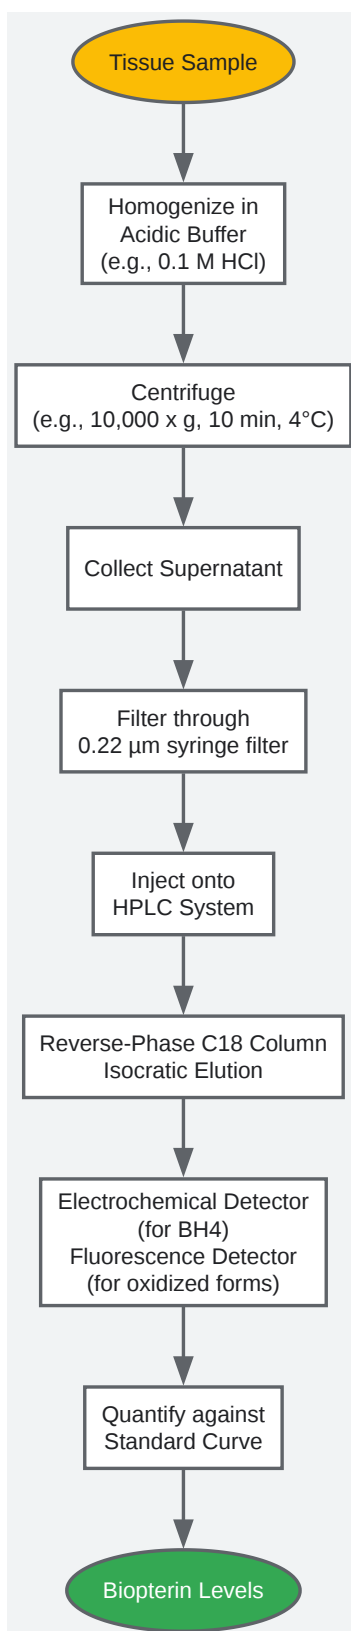 Tissue Sample
Homogenize in
Acidic Buffer
(e.g., 0.1 M HCl)
Centrifuge
(e.g., 10,000 x g, 10 min, 4°C)
Collect Supernatant
Filter through
0.22 µm syringe filter
Inject onto
HPLC System
Reverse-Phase C18 Column
Isocratic Elution
Electrochemical Detector
(for BH4)
Fluorescence Detector
(for oxidized forms)
Quantify against
Standard Curve
Biopterin Levels